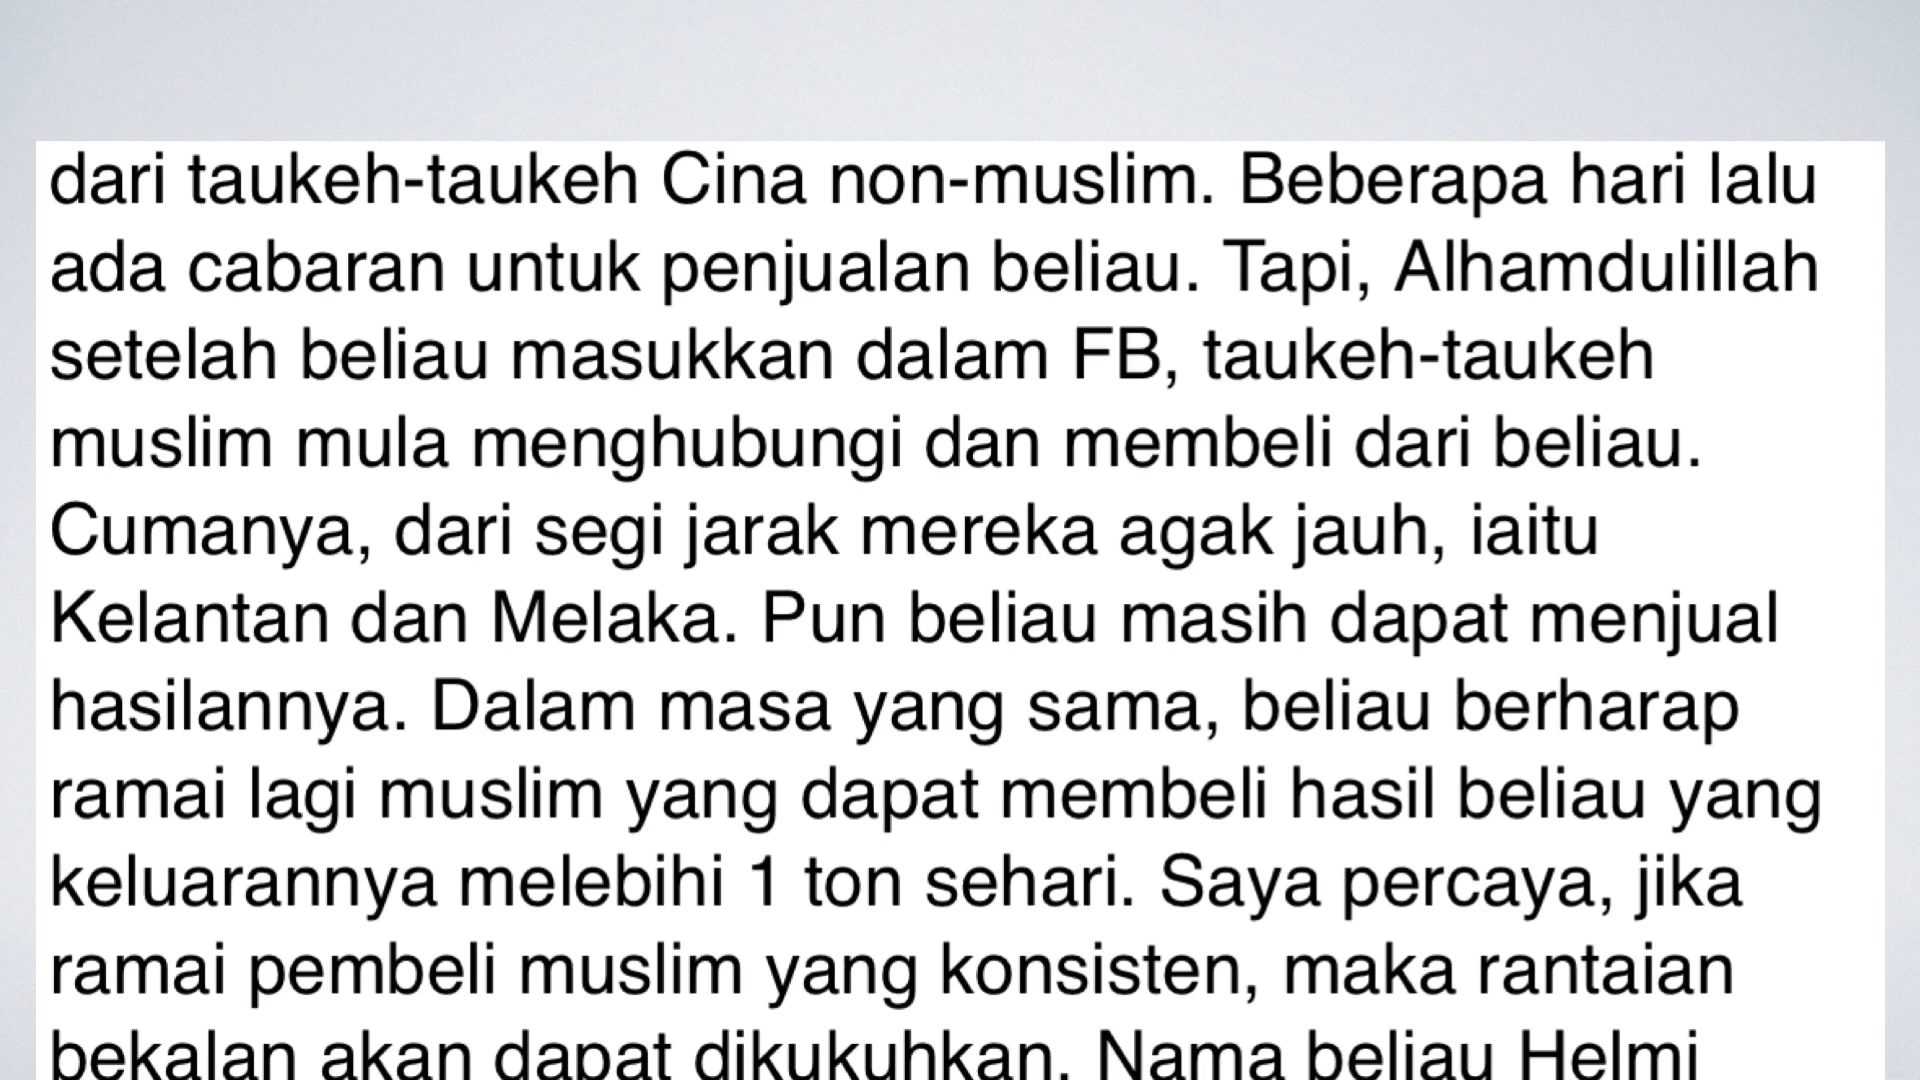 dari taukeh-taukeh Cina non-muslim. Beberapa hari lalu
ada cabaran untuk penjualan beliau. Tapi, Alhamdulillah
setelah beliau masukkan dalam FB, taukeh-taukeh
muslim mula menghubungi dan membeli dari beliau.
Cumanya, dari segi jarak mereka agak jauh, iaitu
Kelantan dan Melaka. Pun beliau masih dapat menjual
hasilannya. Dalam masa yang sama, beliau berharap
ramai lagi muslim yang dapat membeli hasil beliau yang
keluarannya melebihi 1 ton sehari. Saya percaya, jika
ramai pembeli muslim yang konsisten, maka rantaian
bekalan akan dapat dikukuhkan. Nama beliau Helmi